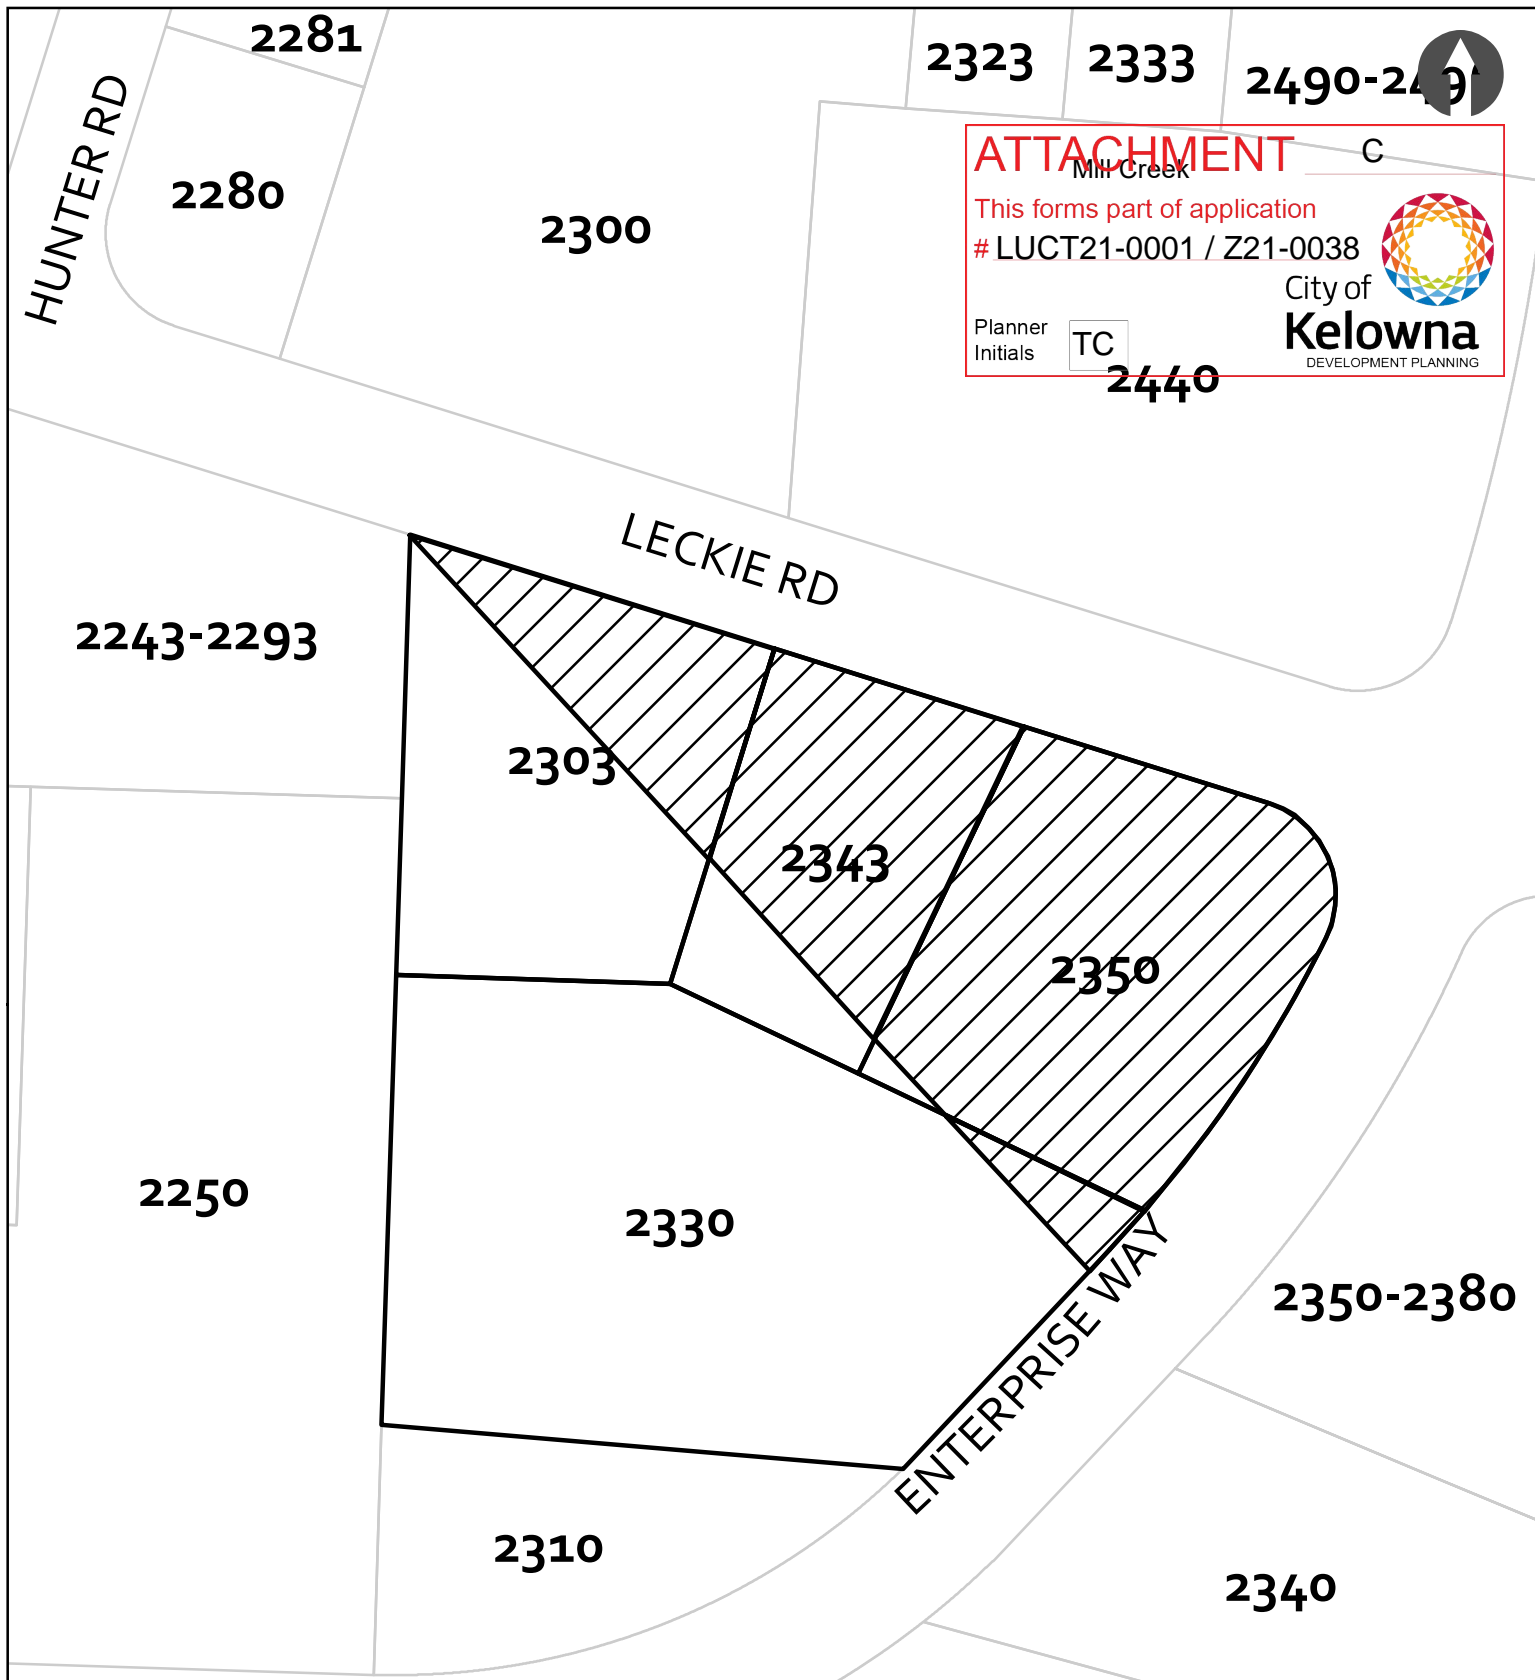 2281
2323
2333
2490-249
HUNTER RD
2280
2300
ATTACHMENT C
Mill Creek
This forms part of application
# LUCT21-0001 / Z21-0038
City of
Kelowna
DEVELOPMENT PLANNING
Planner
Initials
TC
2440
LECKIE RD
2243-2293
2303
2343
2350
2250
2330
ENTERPRISE WAY
2350-2380
2310
2340